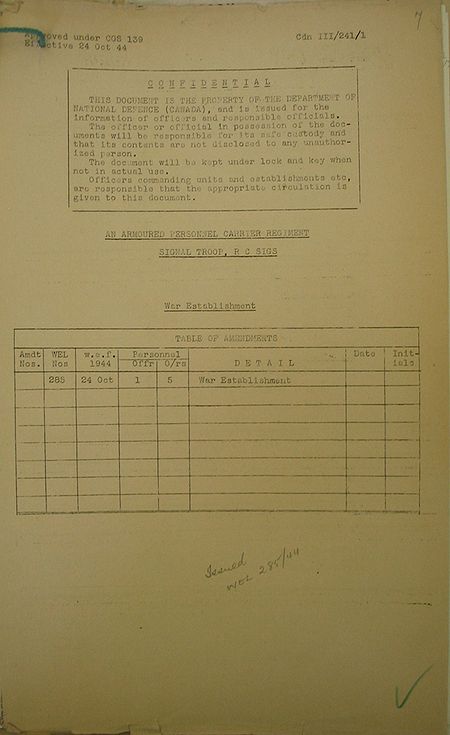 Approved under CGS 139
Effective 24 Oct 44
Cdn III/241/1
7
C O N F I D E N T I A L
THIS DOCUMENT IS THE PROPERTY OF THE DEPARTMENT OF
NATIONAL DEFENCE (CANADA), and is issued for the
information of officers and responsible officials.
The officer or official in possession of the doc-
uments will be responsible for its safe custody and
that its contents are not disclosed to any unauthor-
ized person.
The document will be kept under lock and key when
not in actual use.
Officers commanding units and establishments etc,
are responsible that the appropriate circulation is
given to this document.
AN ARMOURED PERSONNEL CARRIER REGIMENT
SIGNAL TROOP, R C SIGS
War Establishment
TABLE OF AMENDMENTS
Amdt Nos. WEL Nos w.e.f. 1944 Personnel Offr O/rs D E T A I L Date Init-ials
285 24 Oct 1 5 War Establishment
Issued
WEL 285/44